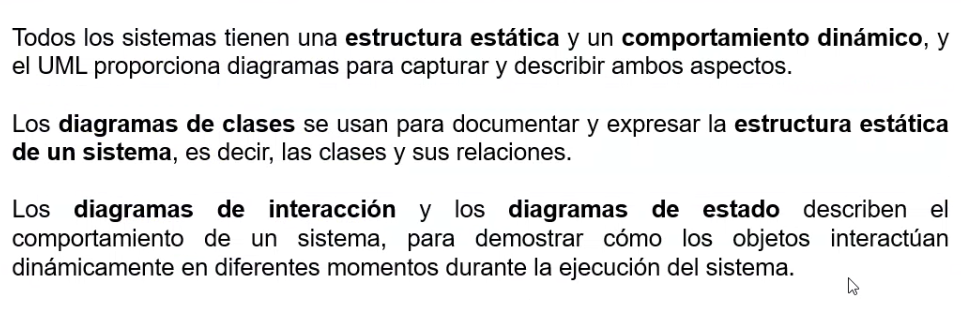 Todos los sistemas tienen una estructura estática y un comportamiento dinámico, y
el UML proporciona diagramas para capturar y describir ambos aspectos.
Los diagramas de clases se usan para documentar y expresar la estructura estática
de un sistema, es decir, las clases y sus relaciones.
Los diagramas de interacción y los diagramas de estado describen el
comportamiento de un sistema, para demostrar cómo los objetos interactúan
dinámicamente en diferentes momentos durante la ejecución del sistema.